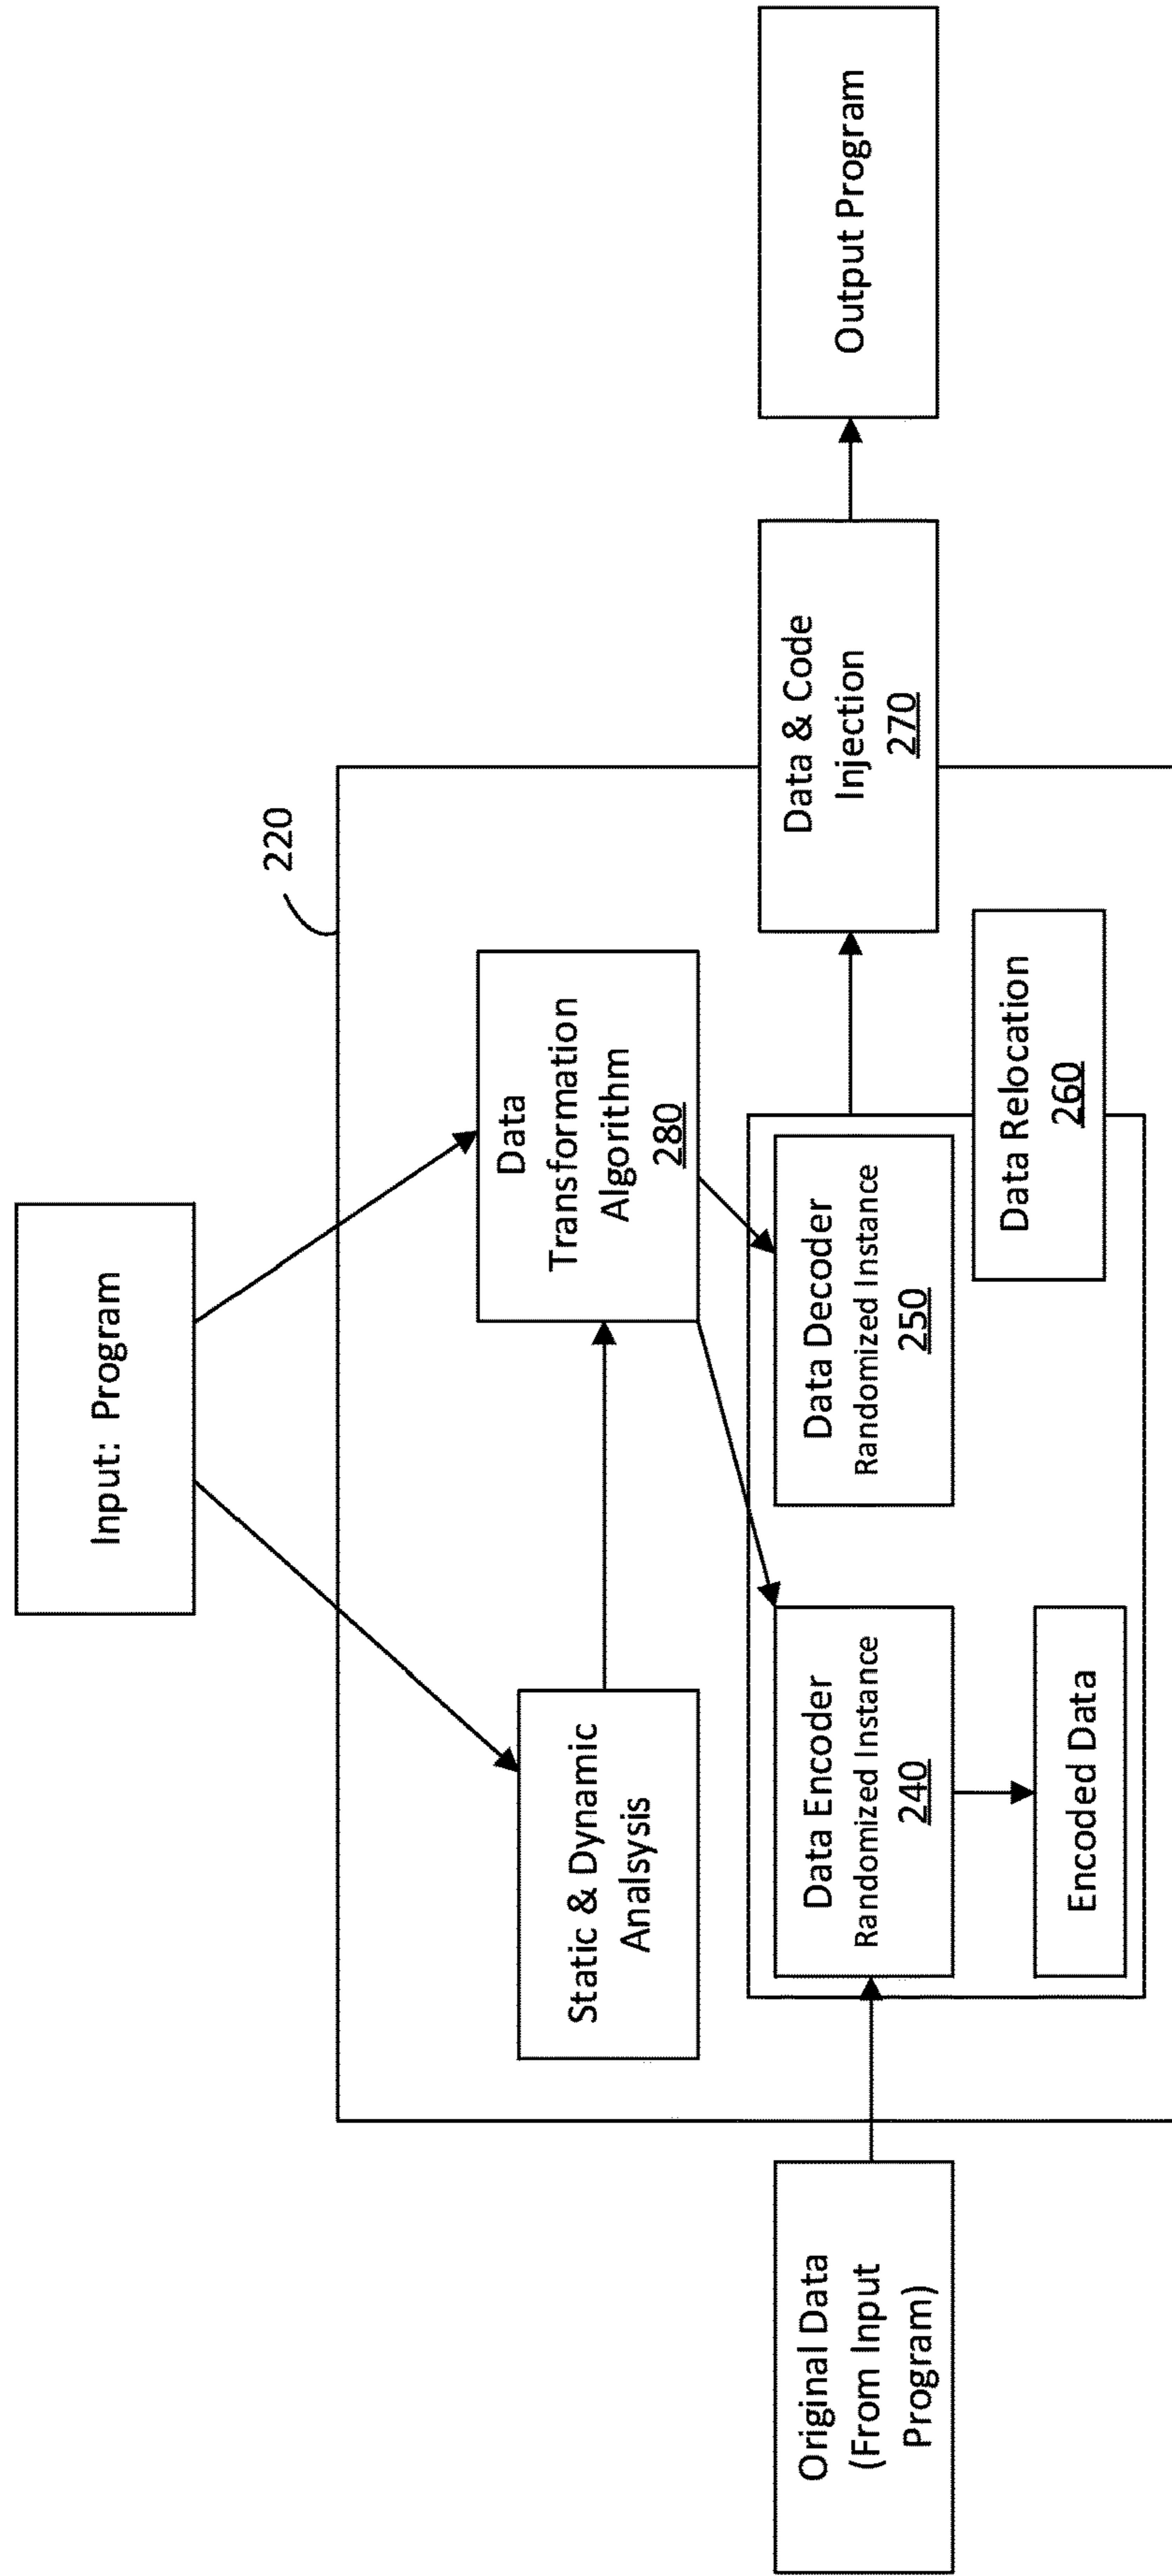 Input: Program
220
Static & Dynamic
Analsysis
Data
Transformation
Algorithm
280
Original Data
(From Input
Program)
Data Encoder
Randomized Instance
240
Data Decoder
Randomized Instance
250
Encoded Data
Data Relocation
260
Data & Code
Injection
270
Output Program